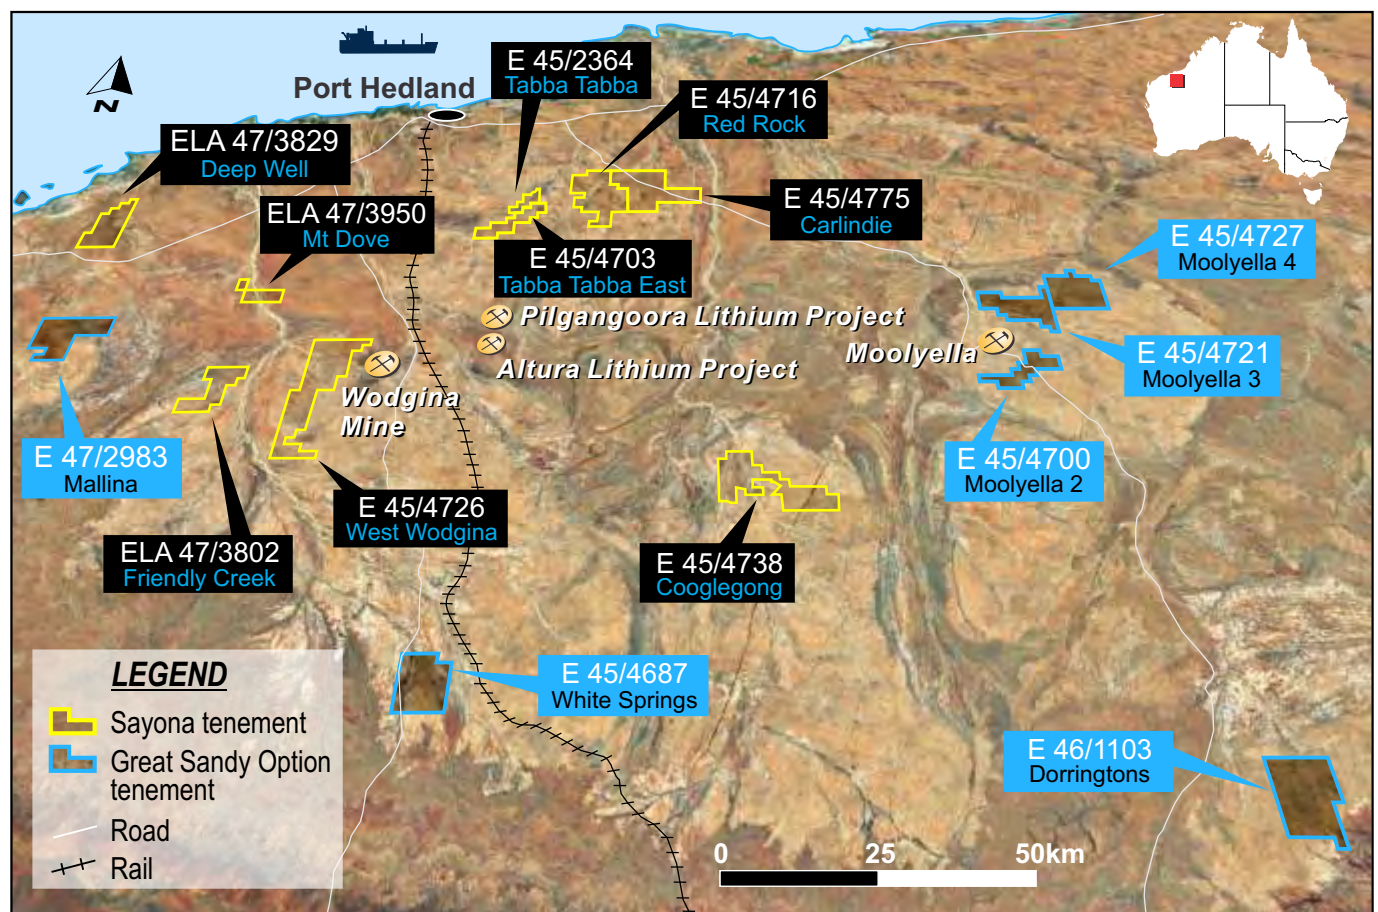 E 45/2364
Tabba Tabba
Port Hedland
E 45/4716
Red Rock
N
ELA 47/3829
Deep Well
ELA 47/3950
Mt Dove
E 45/4775
Carlindie
E 45/4703
Tabba Tabba East
E 45/4727
Moolyella 4
Pilgangoora Lithium Project
Altura Lithium Project
Moolyella
E 45/4721
Moolyella 3
Wodgina
Mine
E 47/2983
Mallina
E 45/4700
Moolyella 2
E 45/4726
West Wodgina
ELA 47/3802
Friendly Creek
E 45/4738
Cooglegong
E 45/4687
White Springs
E 46/1103
Dorringtons
LEGEND
Sayona tenement
Great Sandy Option
tenement
Road
Rail
0 25 50km